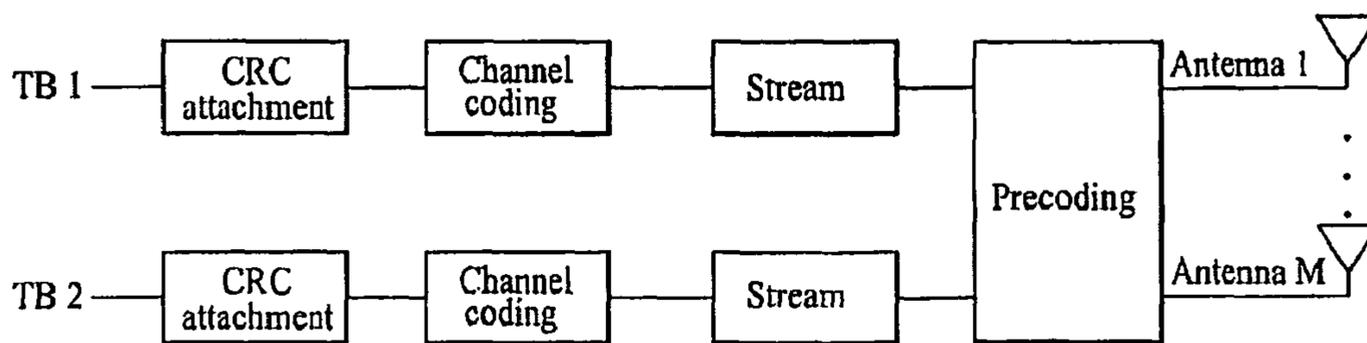 TB 1
CRC
attachment
Channel
coding
Stream
Precoding
Antenna 1
TB 2
CRC
attachment
Channel
coding
Stream
Antenna M